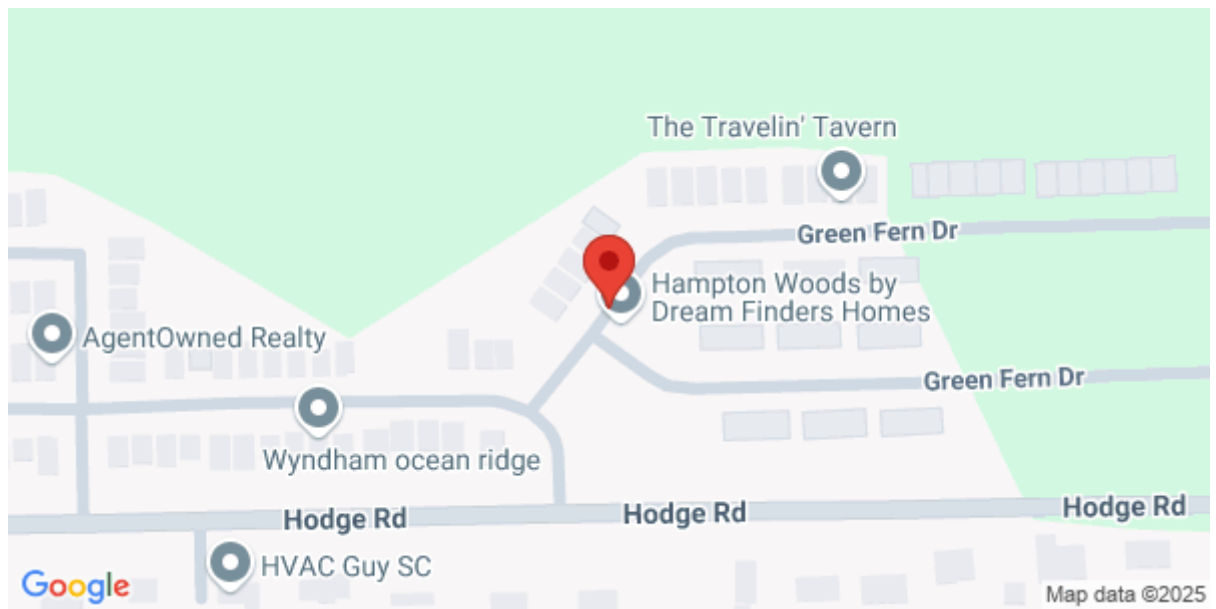 The Travelin' Tavern
Green Fern Dr
Hampton Woods by
Dream Finders Homes
AgentOwned Realty
Green Fern Dr
Wyndham ocean ridge
Hodge Rd
Hodge Rd
Hodge Rd
HVAC Guy SC
Google
Map data ©2025